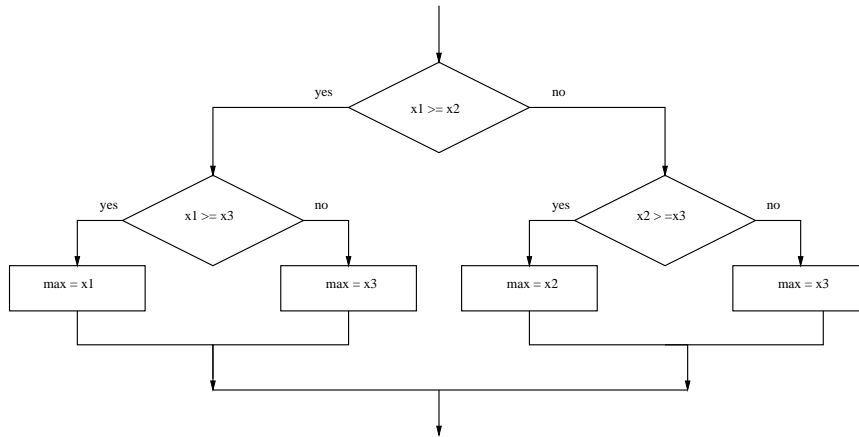 yes
no
x1 >= x2
yes
no
yes
no
x1 >= x3
x2 > =x3
max = x1
max = x3
max = x2
max = x3